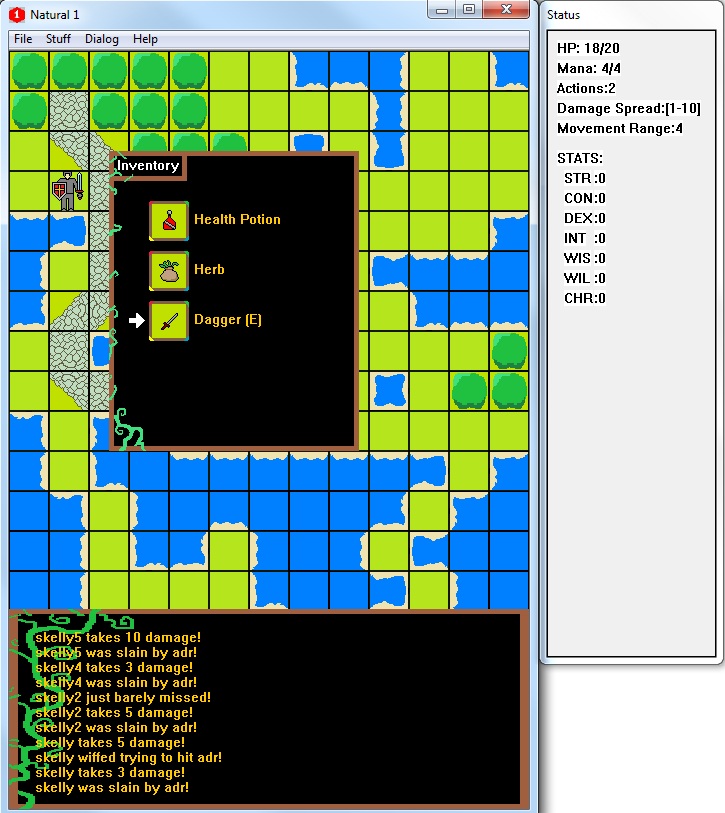 Natural 1
File Stuff Dialog Help
Inventory
Health Potion
Herb
Dagger (E)
skelly5 takes 10 damage!
skelly5 was slain by adr!
skelly4 takes 3 damage!
skelly4 was slain by adr!
skelly2 just barely missed!
skelly2 takes 5 damage!
skelly2 was slain by adr!
skelly takes 5 damage!
skelly wiffed trying to hit adr!
skelly takes 3 damage!
skelly was slain by adr!
Status
HP: 18/20
Mana: 4/4
Actions:2
Damage Spread:[1-10]
Movement Range:4
STATS:
STR:0
CON:0
DEX:0
INT :0
WIS:0
WIL :0
CHR:0